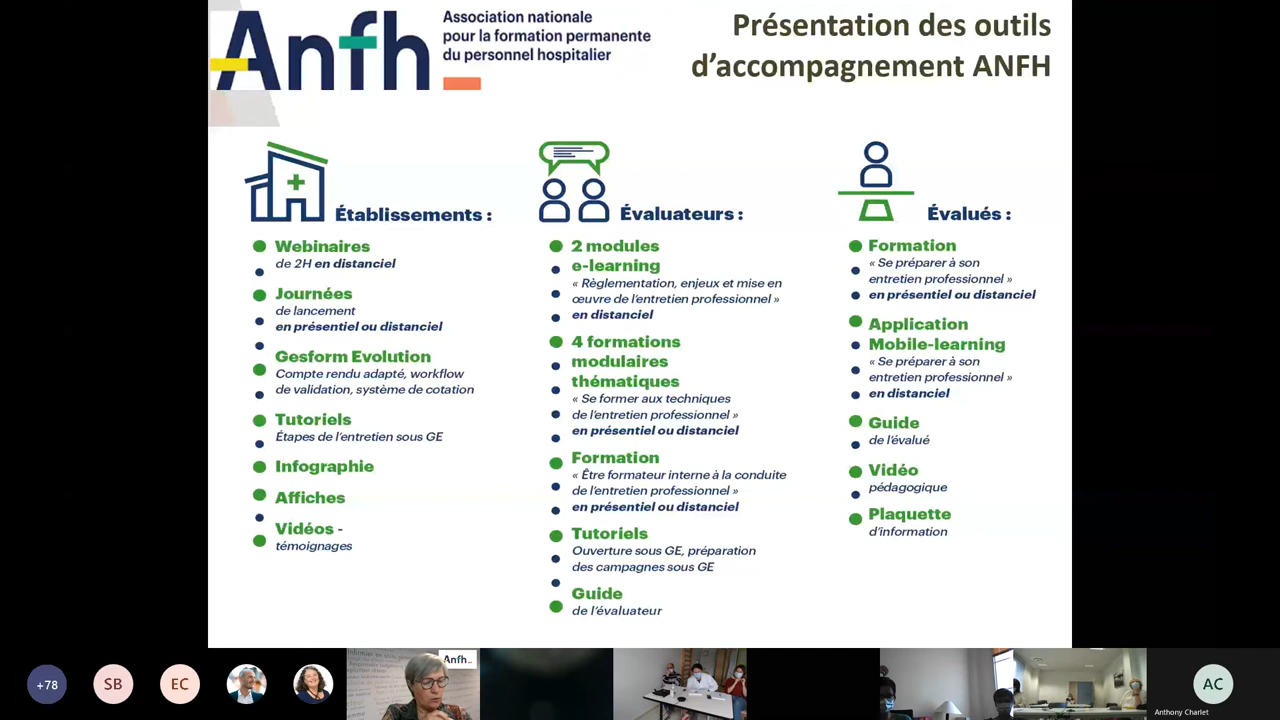 Anfh
Association nationale
pour la formation permanente
du personnel hospitalier
Présentation des outils
d’accompagnement ANFH
Établissements :
Webinaires
de 2H en distanciel
Journées
de lancement
en présentiel ou distanciel
Gesform Evolution
Compte rendu adapté, workflow
de validation, système de cotation
Tutoriels
Étapes de l’entretien sous GE
Infographie
Affiches
Vidéos -
témoignages
Évaluateurs :
2 modules
e-learning
« Règlementation, enjeux et mise en
œuvre de l’entretien professionnel »
en distanciel
4 formations
modulaires
thématiques
« Se former aux techniques
de l’entretien professionnel »
en présentiel ou distanciel
Formation
« Être formateur interne à la conduite
de l’entretien professionnel »
en présentiel ou distanciel
Tutoriels
Ouverture sous GE, préparation
des campagnes sous GE
Guide
de l’évaluateur
Évalués :
Formation
« Se préparer à son
entretien professionnel »
en présentiel ou distanciel
Application
Mobile-learning
« Se préparer à son
entretien professionnel »
en distanciel
Guide
de l’évalué
Vidéo
pédagogique
Plaquette
d’information
+78
SB
EC
Anfh...
AC
Anthony Charlet